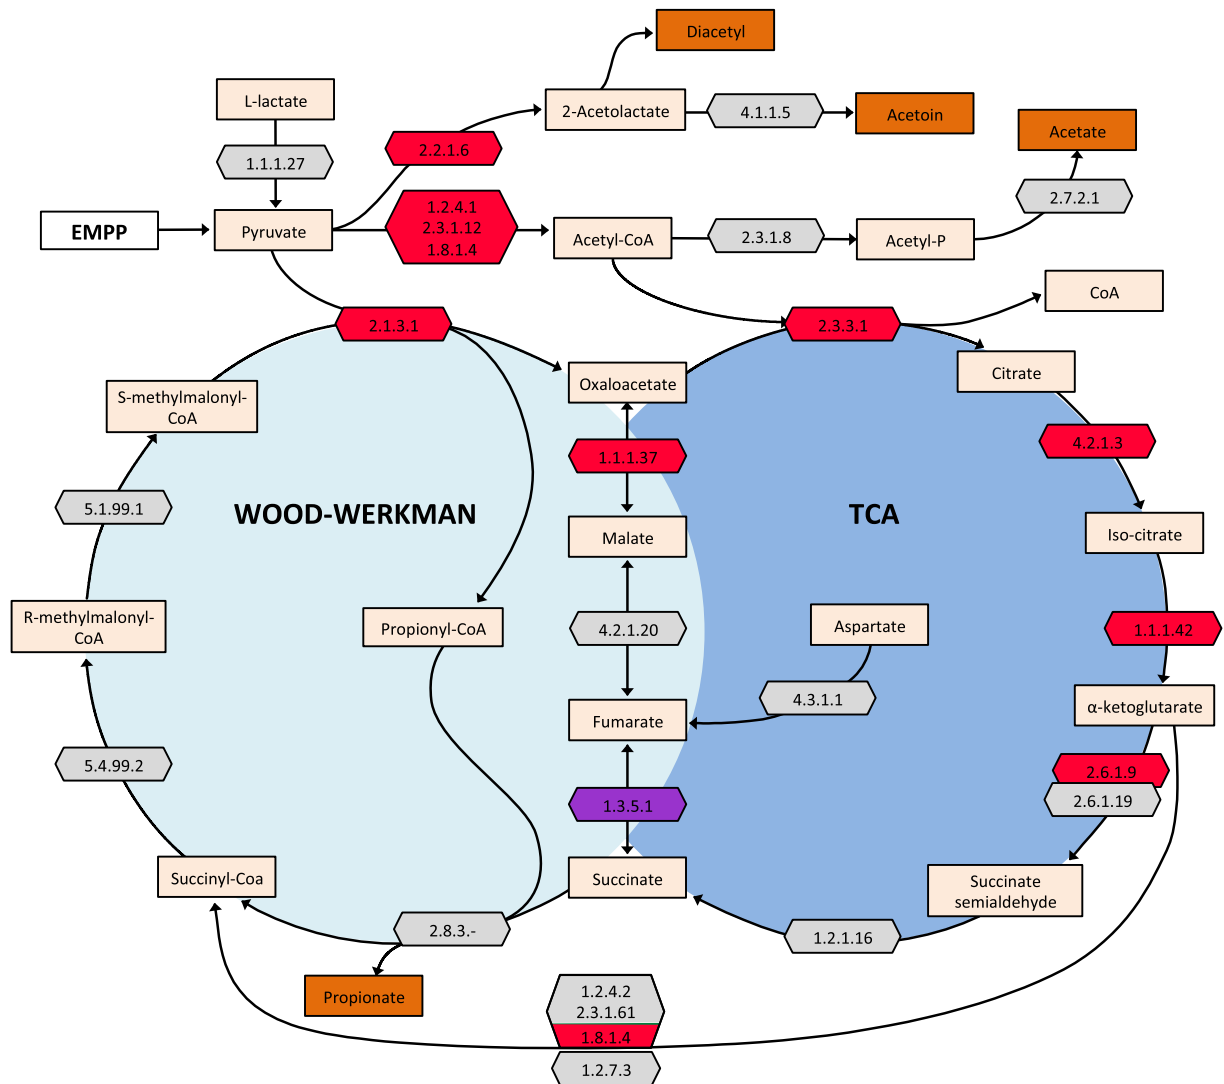 Diacetyl
L-lactate
2-Acetolactate
4.1.1.5
Acetoin
Acetate
2.2.1.6
1.1.1.27
2.7.2.1
EMPP
Pyruvate
1.2.4.1
2.3.1.12
1.8.1.4
Acetyl-CoA
2.3.1.8
Acetyl-P
CoA
2.1.3.1
2.3.3.1
S-methylmalonyl-
CoA
Oxaloacetate
Citrate
1.1.1.37
4.2.1.3
5.1.99.1
WOOD-WERKMAN
TCA
Malate
Iso-citrate
R-methylmalonyl-
CoA
Propionyl-CoA
4.2.1.20
Aspartate
1.1.1.42
4.3.1.1
Fumarate
α-ketoglutarate
5.4.99.2
2.6.1.9
2.6.1.19
1.3.5.1
Succinyl-Coa
Succinate
Succinate
semialdehyde
2.8.3.-
1.2.1.16
Propionate
1.2.4.2
2.3.1.61
1.8.1.4
1.2.7.3